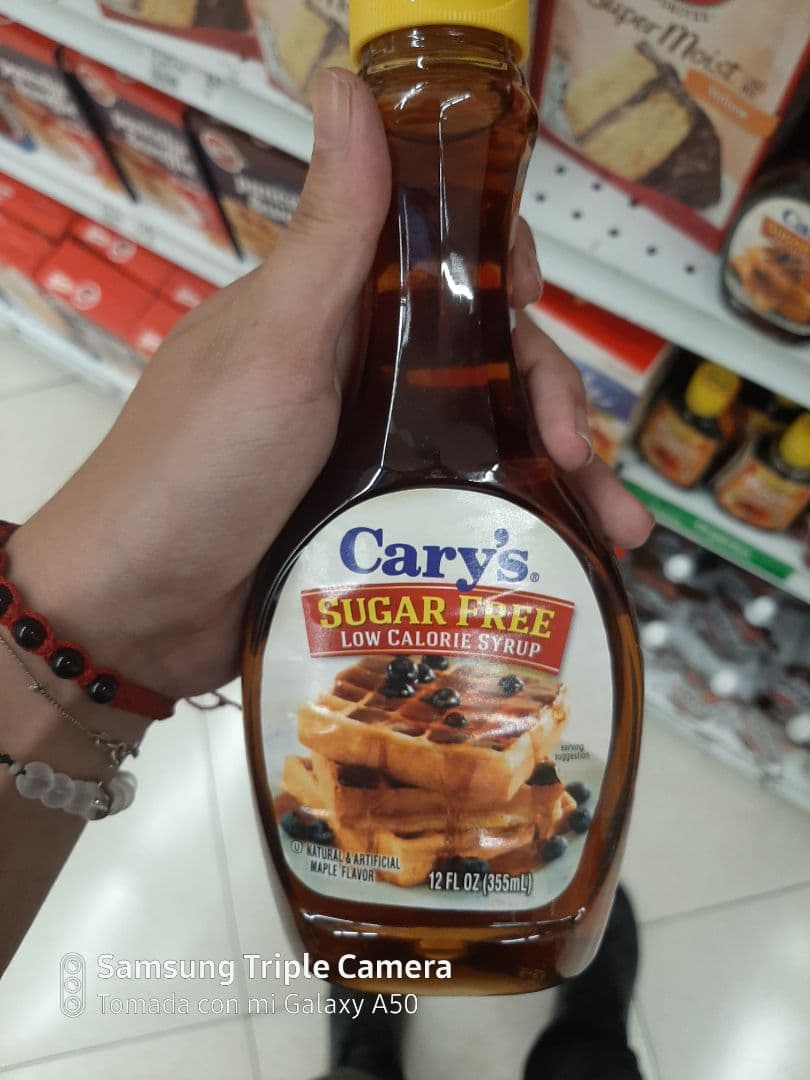 Super Moist
Yellow
Cary's®
SUGAR FREE
LOW CALORIE SYRUP
serving
suggestion
U NATURAL & ARTIFICIAL
MAPLE FLAVOR
12 FL OZ (355mL)
Samsung Triple Camera
Tomada con mi Galaxy A50